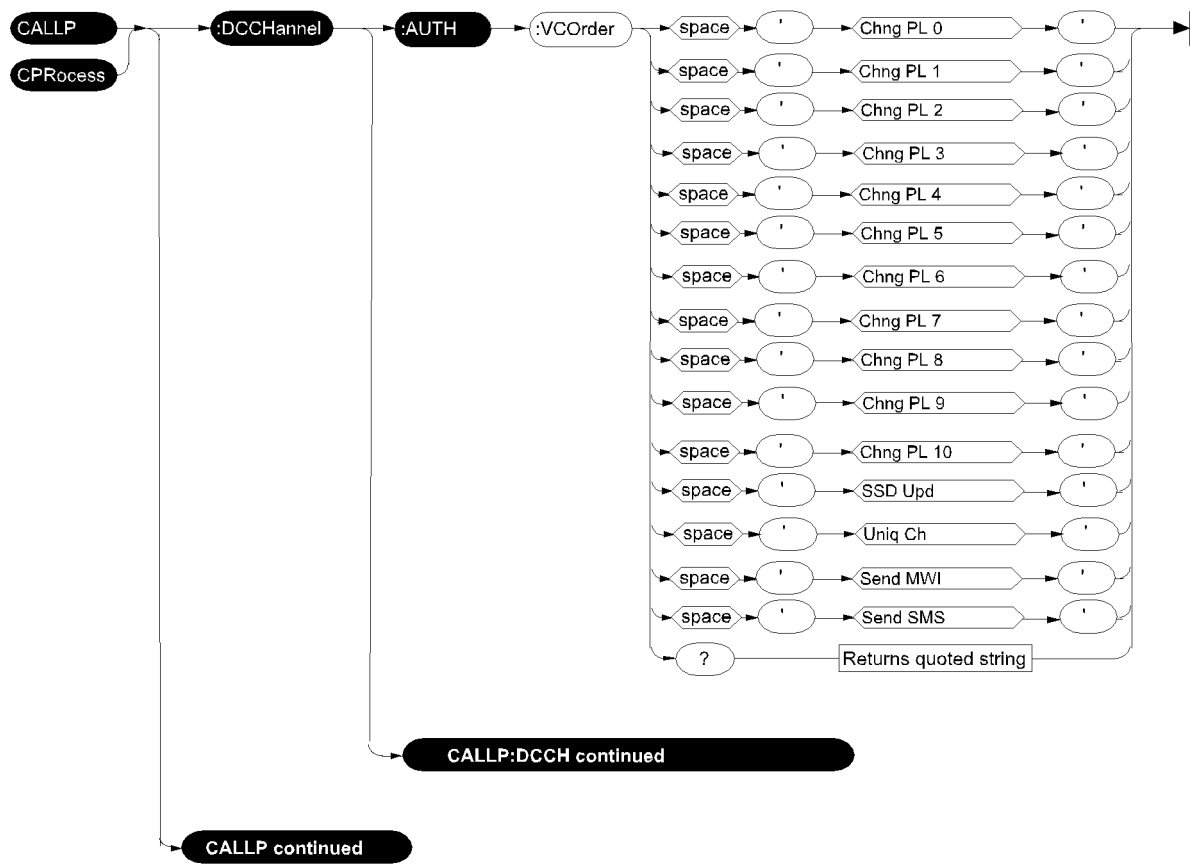 CALLP :DCCHannel :AUTH :VCOrder space ' Chng PL 0 '
CPRocess
space ' Chng PL 1 '
space ' Chng PL 2 '
space ' Chng PL 3 '
space ' Chng PL 4 '
space ' Chng PL 5 '
space ' Chng PL 6 '
space ' Chng PL 7 '
space ' Chng PL 8 '
space ' Chng PL 9 '
space ' Chng PL 10 '
space ' SSD Upd '
space ' Uniq Ch '
space ' Send MWI '
space ' Send SMS '
? Returns quoted string
CALLP:DCCH continued
CALLP continued